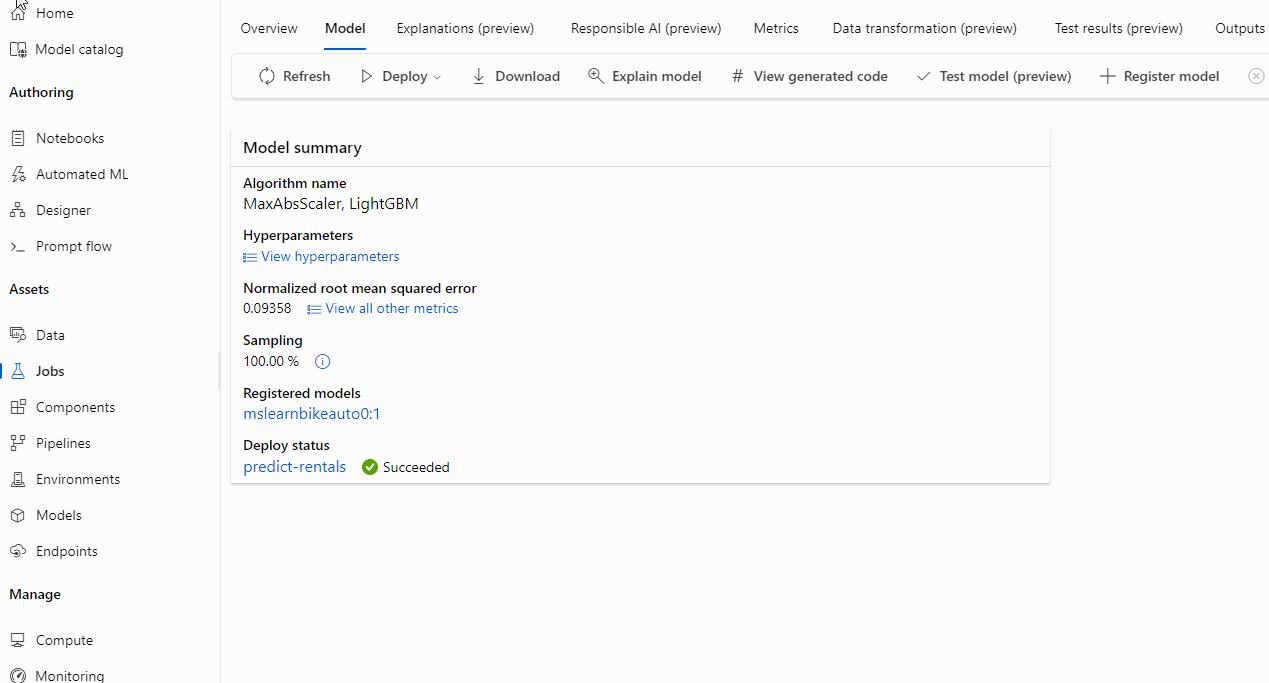 Home
Model catalog
Authoring
Notebooks
Automated ML
Designer
Prompt flow
Assets
Data
Jobs
Components
Pipelines
Environments
Models
Endpoints
Manage
Compute
Monitoring
Overview Model Explanations (preview) Responsible AI (preview) Metrics Data transformation (preview) Test results (preview) Outputs
Refresh Deploy Download Explain model # View generated code Test model (preview) Register model
Model summary
Algorithm name
MaxAbsScaler, LightGBM
Hyperparameters
View hyperparameters
Normalized root mean squared error
0.09358 View all other metrics
Sampling
100.00 %
Registered models
mslearnbikeauto0:1
Deploy status
predict-rentals Succeeded